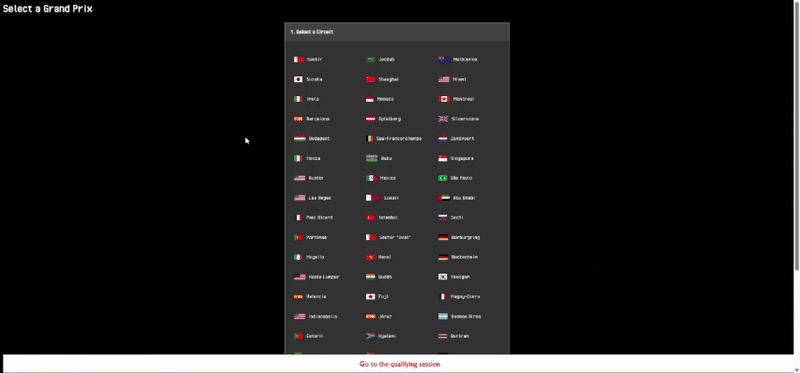 Select a Grand Prix
1. Select a Circuit
Sakhir Jeddah Melbourne
Suzuka Shanghai Miami
Imola Monaco Montreal
Barcelona Spielberg Silverstone
Budapest Spa-Francorchamps Zandvoort
Monza Baku Singapore
Austin Mexico São Paulo
Las Vegas Losail Abu Dhabi
Paul Ricard Istanbul Sochi
Portimao Sakhir "Oval" Nürburgring
Mugello Hanoi Hockenheim
Kuala Lumpur Buddh Yeongam
Valencia Fuji Magny-Cours
Indianapolis Jérez Buenos Aires
Estoril Kyalami Buriram
Go to the qualifying session